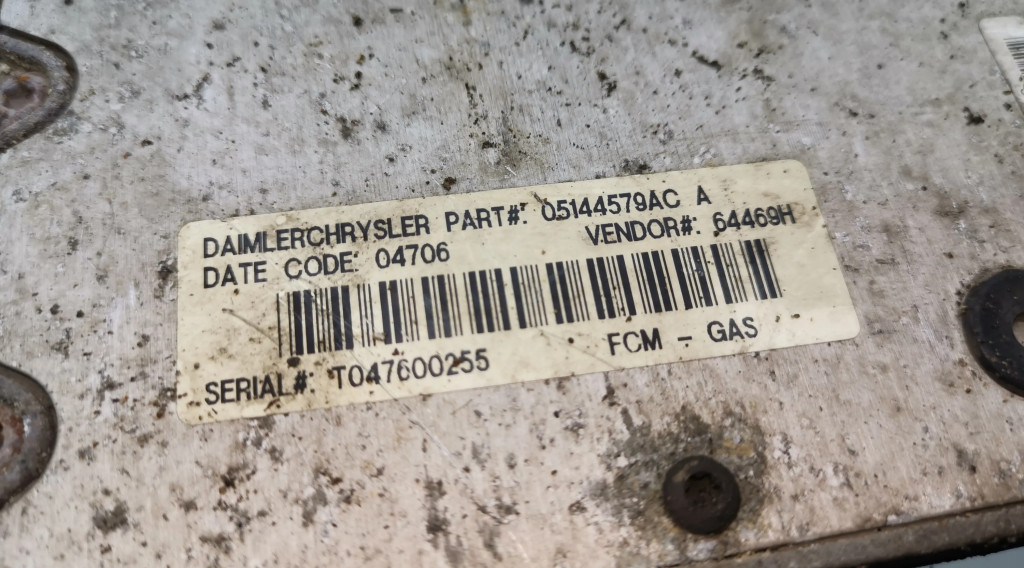 DAIMLERCHRYSLER PART#: 05144579AC A
DATE CODE: 04706 VENDOR#: 64469H
SERIAL#: T047600255 FCM - GAS